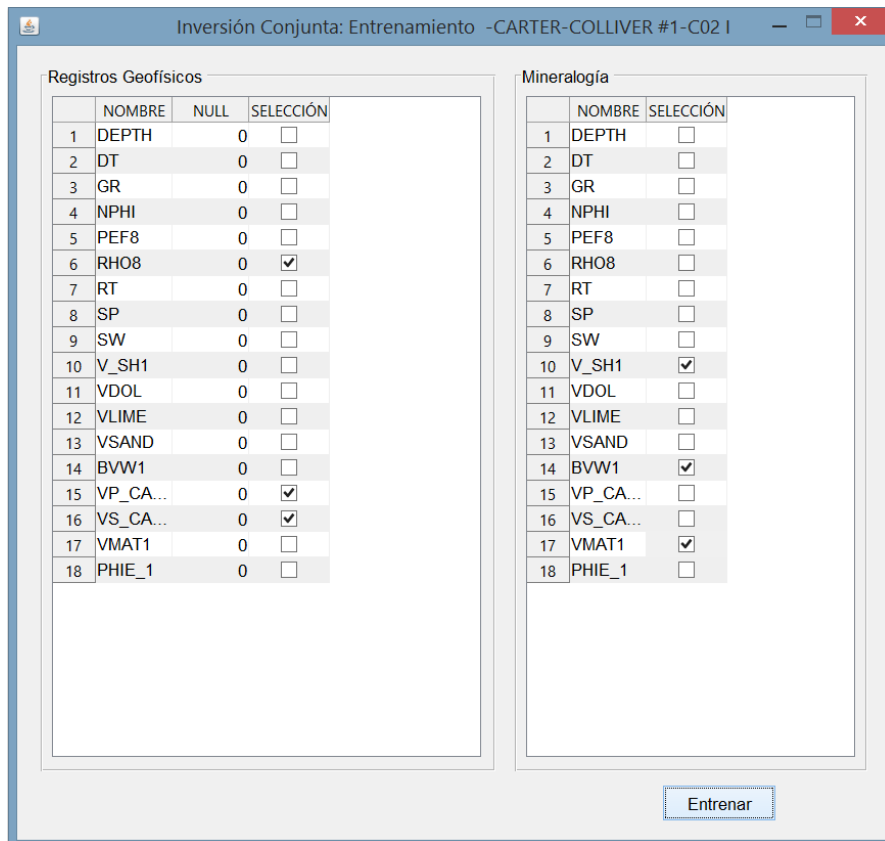 Inversión Conjunta: Entrenamiento -CARTER-COLLIVER #1-C02 I
Registros Geofísicos
NOMBRE NULL SELECCIÓN
1 DEPTH 0
2 DT 0
3 GR 0
4 NPHI 0
5 PEF8 0
6 RHO8 0
7 RT 0
8 SP 0
9 SW 0
10 V_SH1 0
11 VDOL 0
12 VLIME 0
13 VSAND 0
14 BVW1 0
15 VP_CA... 0
16 VS_CA... 0
17 VMAT1 0
18 PHIE_1 0
Mineralogía
NOMBRE SELECCIÓN
1 DEPTH
2 DT
3 GR
4 NPHI
5 PEF8
6 RHO8
7 RT
8 SP
9 SW
10 V_SH1
11 VDOL
12 VLIME
13 VSAND
14 BVW1
15 VP_CA...
16 VS_CA...
17 VMAT1
18 PHIE_1
Entrenar